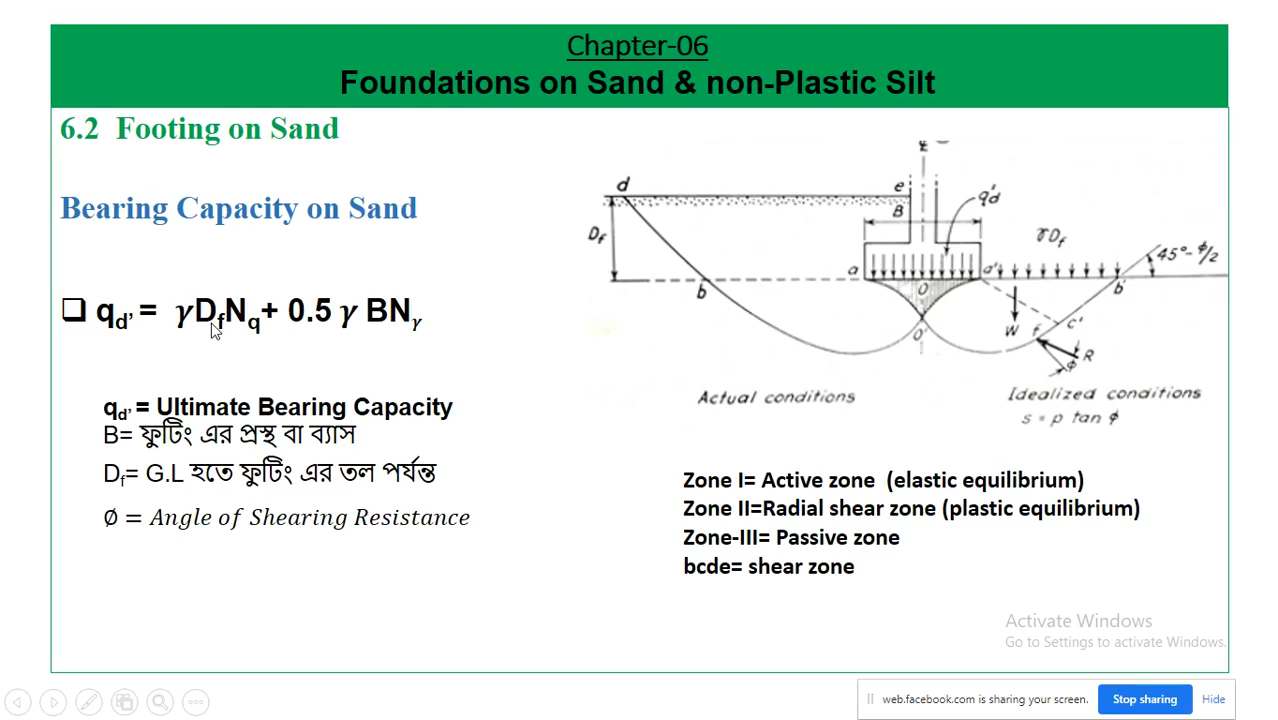 Chapter-06
Foundations on Sand & non-Plastic Silt
6.2 Footing on Sand
Bearing Capacity on Sand
❑ qd' = γDfNq+ 0.5 γ BNγ
qd' = Ultimate Bearing Capacity
B= ফুটিং এর প্রস্থ বা ব্যাস
Df= G.L হতে ফুটিং এর তল পর্যন্ত
∅ = Angle of Shearing Resistance
d
e
q'd
B
Df
γDf
45°-ϕ/2
a
a'
b
O
b'
O'
W
f
c'
R
ϕ
Actual conditions
Idealized conditions
s = p tan ϕ
Zone I= Active zone (elastic equilibrium)
Zone II=Radial shear zone (plastic equilibrium)
Zone-III= Passive zone
bcde= shear zone
Activate Windows
Go to Settings to activate Windows.
web.facebook.com is sharing your screen.
Stop sharing
Hide